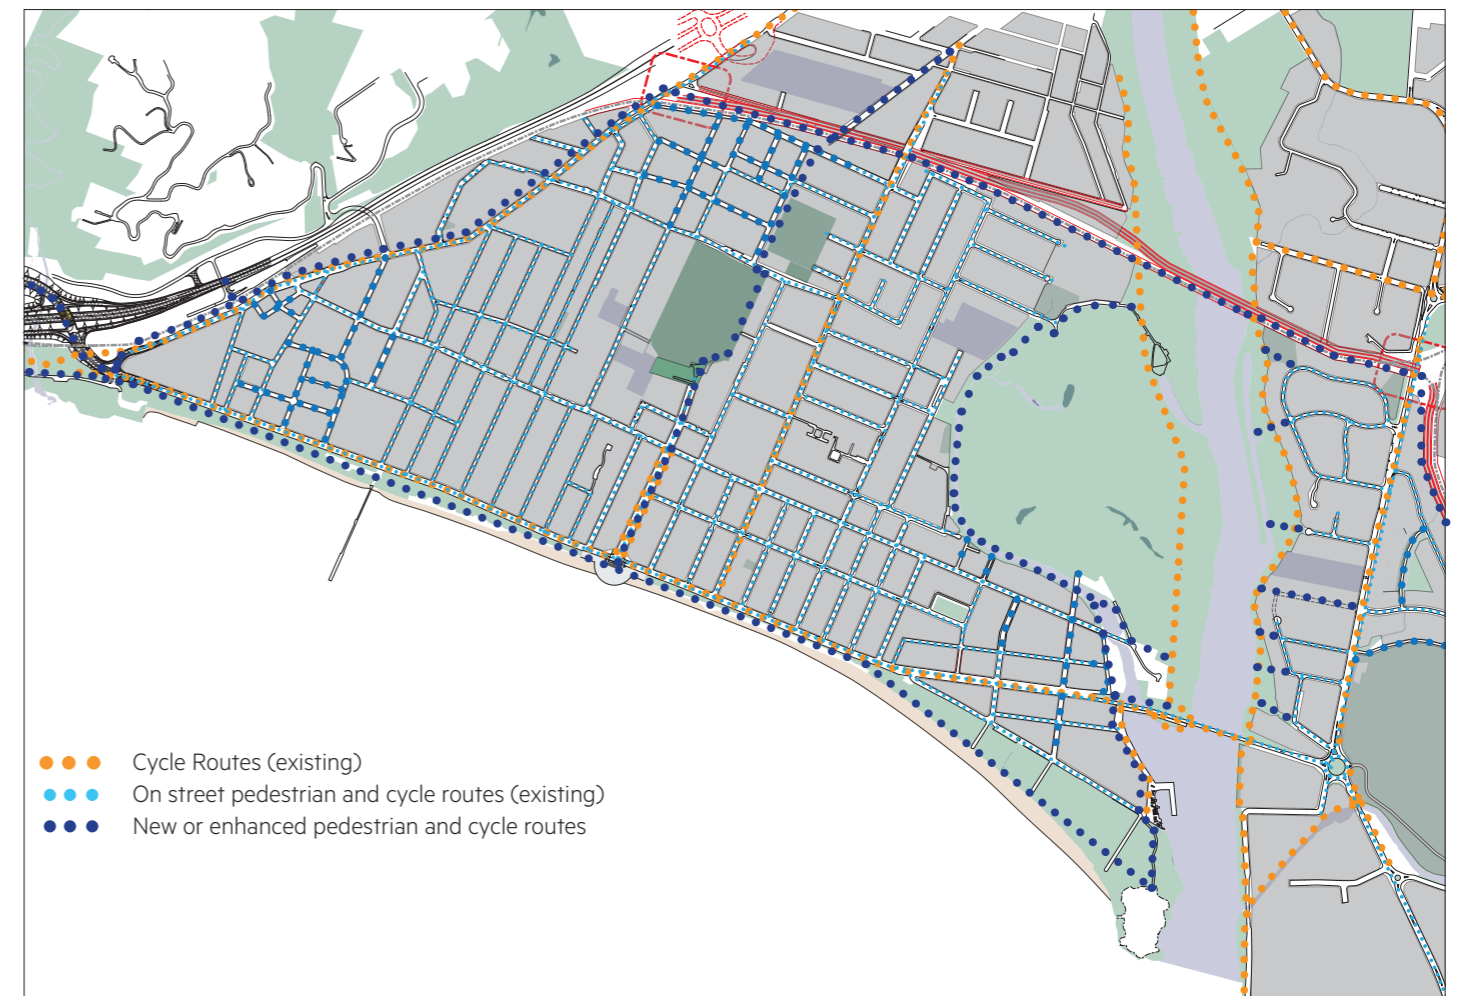 Cycle Routes (existing)
On street pedestrian and cycle routes (existing)
New or enhanced pedestrian and cycle routes